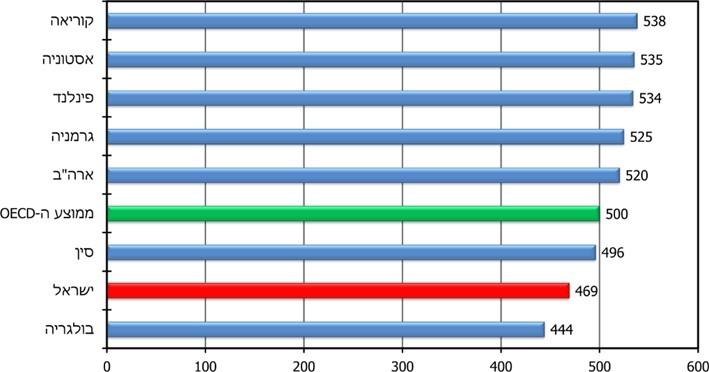 קוריאה 538
אסטוניה 535
פינלנד 534
גרמניה 525
ארה"ב 520
ממוצע ה-OECD 500
סין 496
ישראל 469
בולגריה 444
0 100 200 300 400 500 600